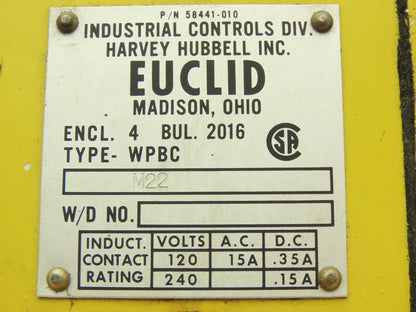 P/N 58441-010
INDUSTRIAL CONTROLS DIV.
HARVEY HUBBELL INC.
EUCLID
MADISON, OHIO
ENCL. 4 BUL. 2016
TYPE- WPBC
SA
M22
W/D NO.
INDUCT. VOLTS A.C. D.C.
CONTACT 120 15A .35A
RATING 240 .15A